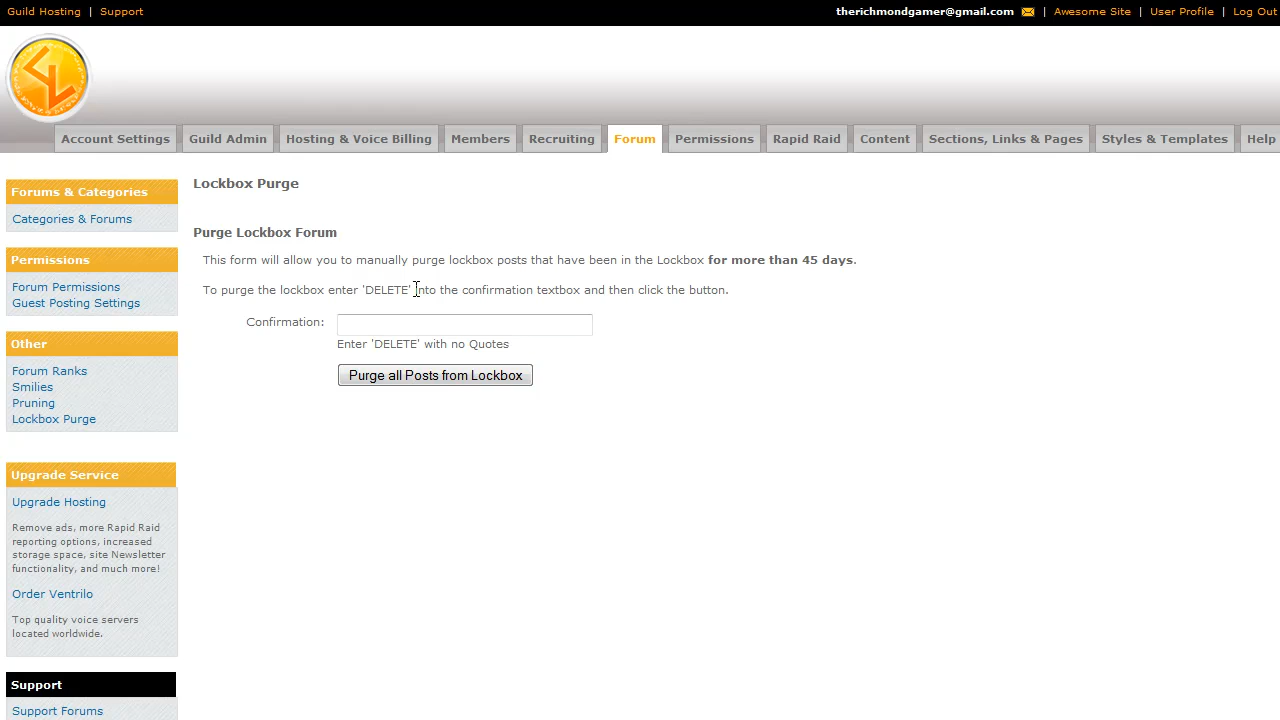 Guild Hosting | Support
therichmondgamer@gmail.com | Awesome Site | User Profile | Log Out
Account Settings
Guild Admin
Hosting & Voice Billing
Members
Recruiting
Forum
Permissions
Rapid Raid
Content
Sections, Links & Pages
Styles & Templates
Help
Forums & Categories
Categories & Forums
Permissions
Forum Permissions
Guest Posting Settings
Other
Forum Ranks
Smilies
Pruning
Lockbox Purge
Upgrade Service
Upgrade Hosting
Remove ads, more Rapid Raid
reporting options, increased
storage space, site Newsletter
functionality, and much more!
Order Ventrilo
Top quality voice servers
located worldwide.
Support
Support Forums
Lockbox Purge
Purge Lockbox Forum
This form will allow you to manually purge lockbox posts that have been in the Lockbox for more than 45 days.
To purge the lockbox enter 'DELETE' into the confirmation textbox and then click the button.
Confirmation:
Enter 'DELETE' with no Quotes
Purge all Posts from Lockbox